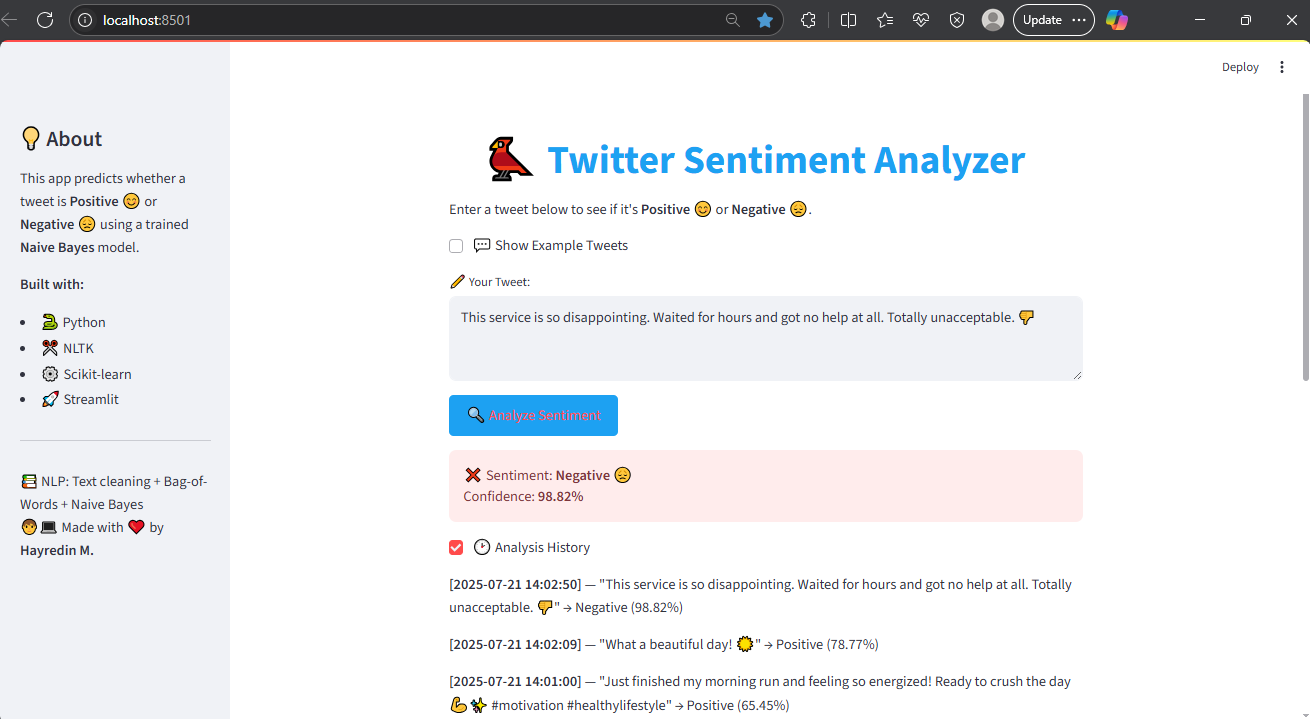 localhost:8501
Update
Deploy
💡 About
This app predicts whether a
tweet is Positive 😊 or
Negative 😞 using a trained
Naive Bayes model.
Built with:
• 🐍 Python
• ✂️ NLTK
• ⚙️ Scikit-learn
• 🚀 Streamlit
📚 NLP: Text cleaning + Bag-of-
Words + Naive Bayes
🧑💻 Made with ❤️ by
Hayredin M.
🐦 Twitter Sentiment Analyzer
Enter a tweet below to see if it's Positive 😊 or Negative 😞.
💬 Show Example Tweets
✏️ Your Tweet:
This service is so disappointing. Waited for hours and got no help at all. Totally unacceptable. 👎
🔍 Analyze Sentiment
❌ Sentiment: Negative 😞
Confidence: 98.82%
🕑 Analysis History
[2025-07-21 14:02:50] — "This service is so disappointing. Waited for hours and got no help at all. Totally
unacceptable. 👎" → Negative (98.82%)
[2025-07-21 14:02:09] — "What a beautiful day! ☀️" → Positive (78.77%)
[2025-07-21 14:01:00] — "Just finished my morning run and feeling so energized! Ready to crush the day
💪✨ #motivation #healthylifestyle" → Positive (65.45%)